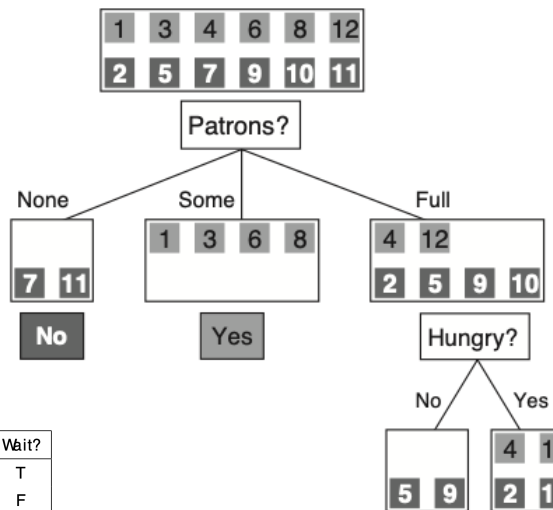 1 3 4 6 8 12
2 5 7 9 10 11
Patrons?
None Some Full
1 3 6 8
4 12
7 11
2 5 9 10
No
Yes
Hungry?
No Yes
Wait?
T
F
4
5 9
2